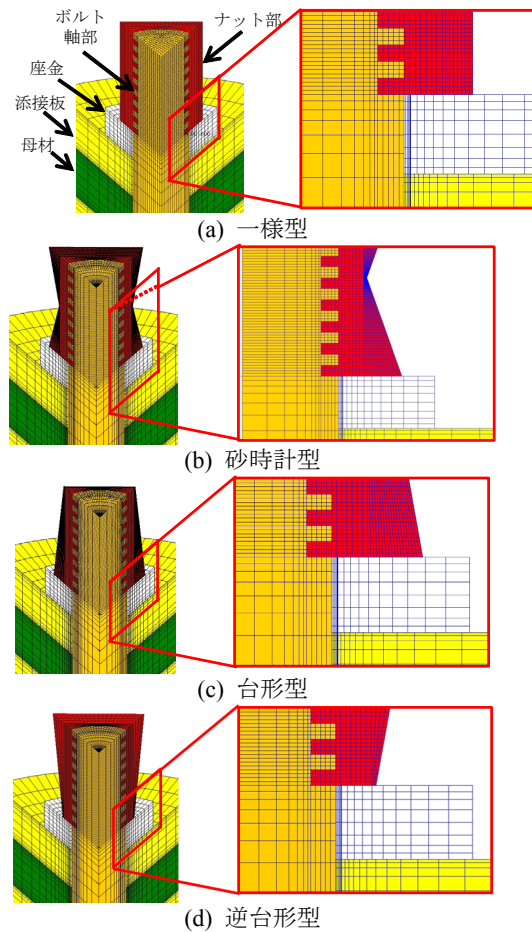 ボルト
軸部
ナット部
座金
添接板
母材
(a) 一様型
(b) 砂時計型
(c) 台形型
(d) 逆台形型